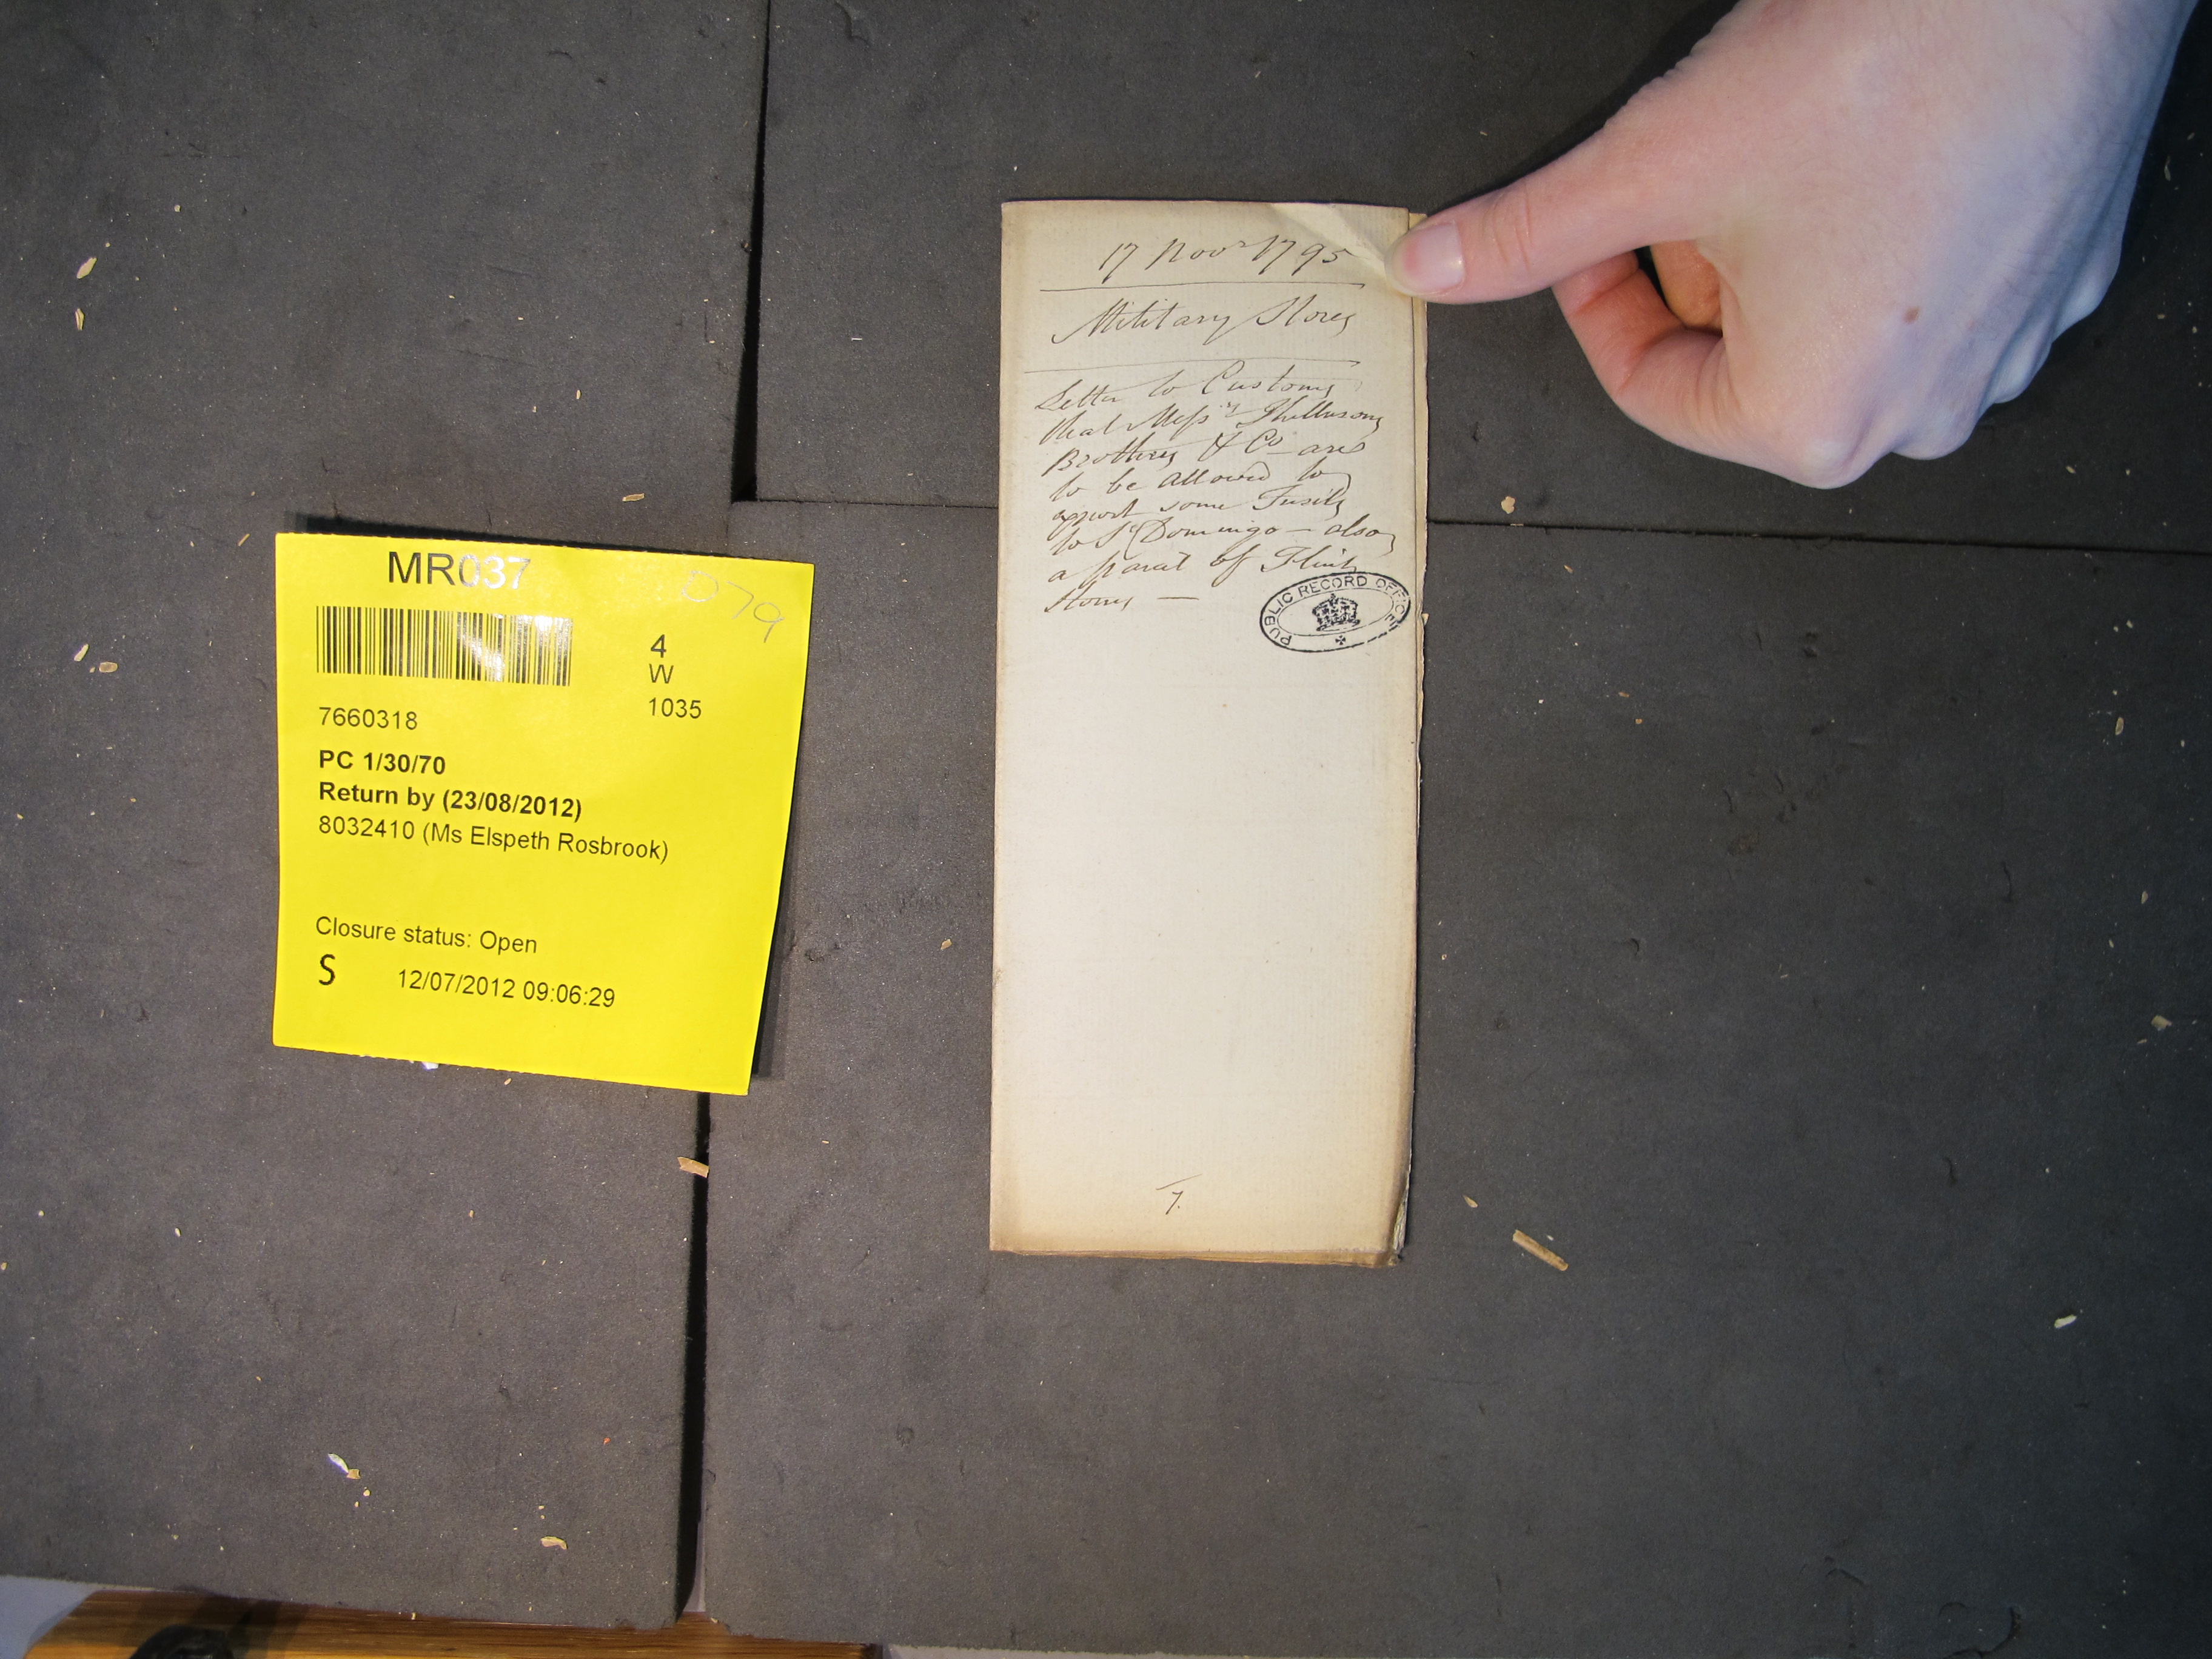 MR037
D79
4
W
1035
7660318
PC 1/30/70
Return by (23/08/2012)
8032410 (Ms Elspeth Rosbrook)
Closure status: Open
S 12/07/2012 09:06:29
17 Novr 1795
Military Stores
Letter to Customs
that Messrs Thellusons
Brothers & Co are
to be allowed to
export some Fusils
to St Domingo — also
a parcel of Flint
Stones —
PUBLIC RECORD OFFICE
7.